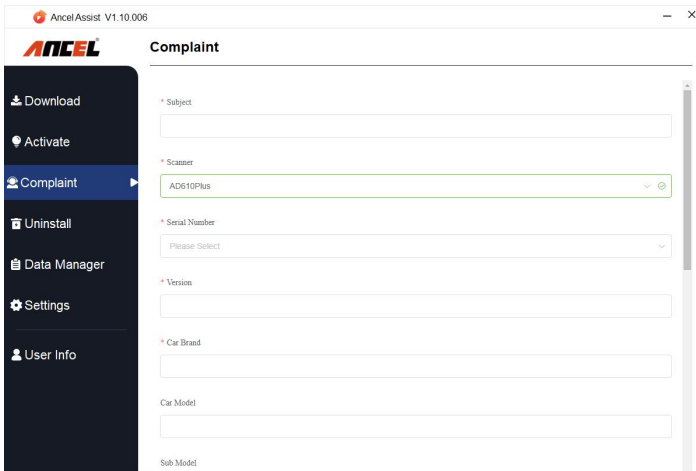 Ancel Assist V1.10.006
ANCEL
Complaint
Download
Activate
Complaint
Uninstall
Data Manager
Settings
User Info
* Subject
* Scanner
AD610Plus
* Serial Number
Please Select
* Version
* Car Brand
Car Model
Sub Model